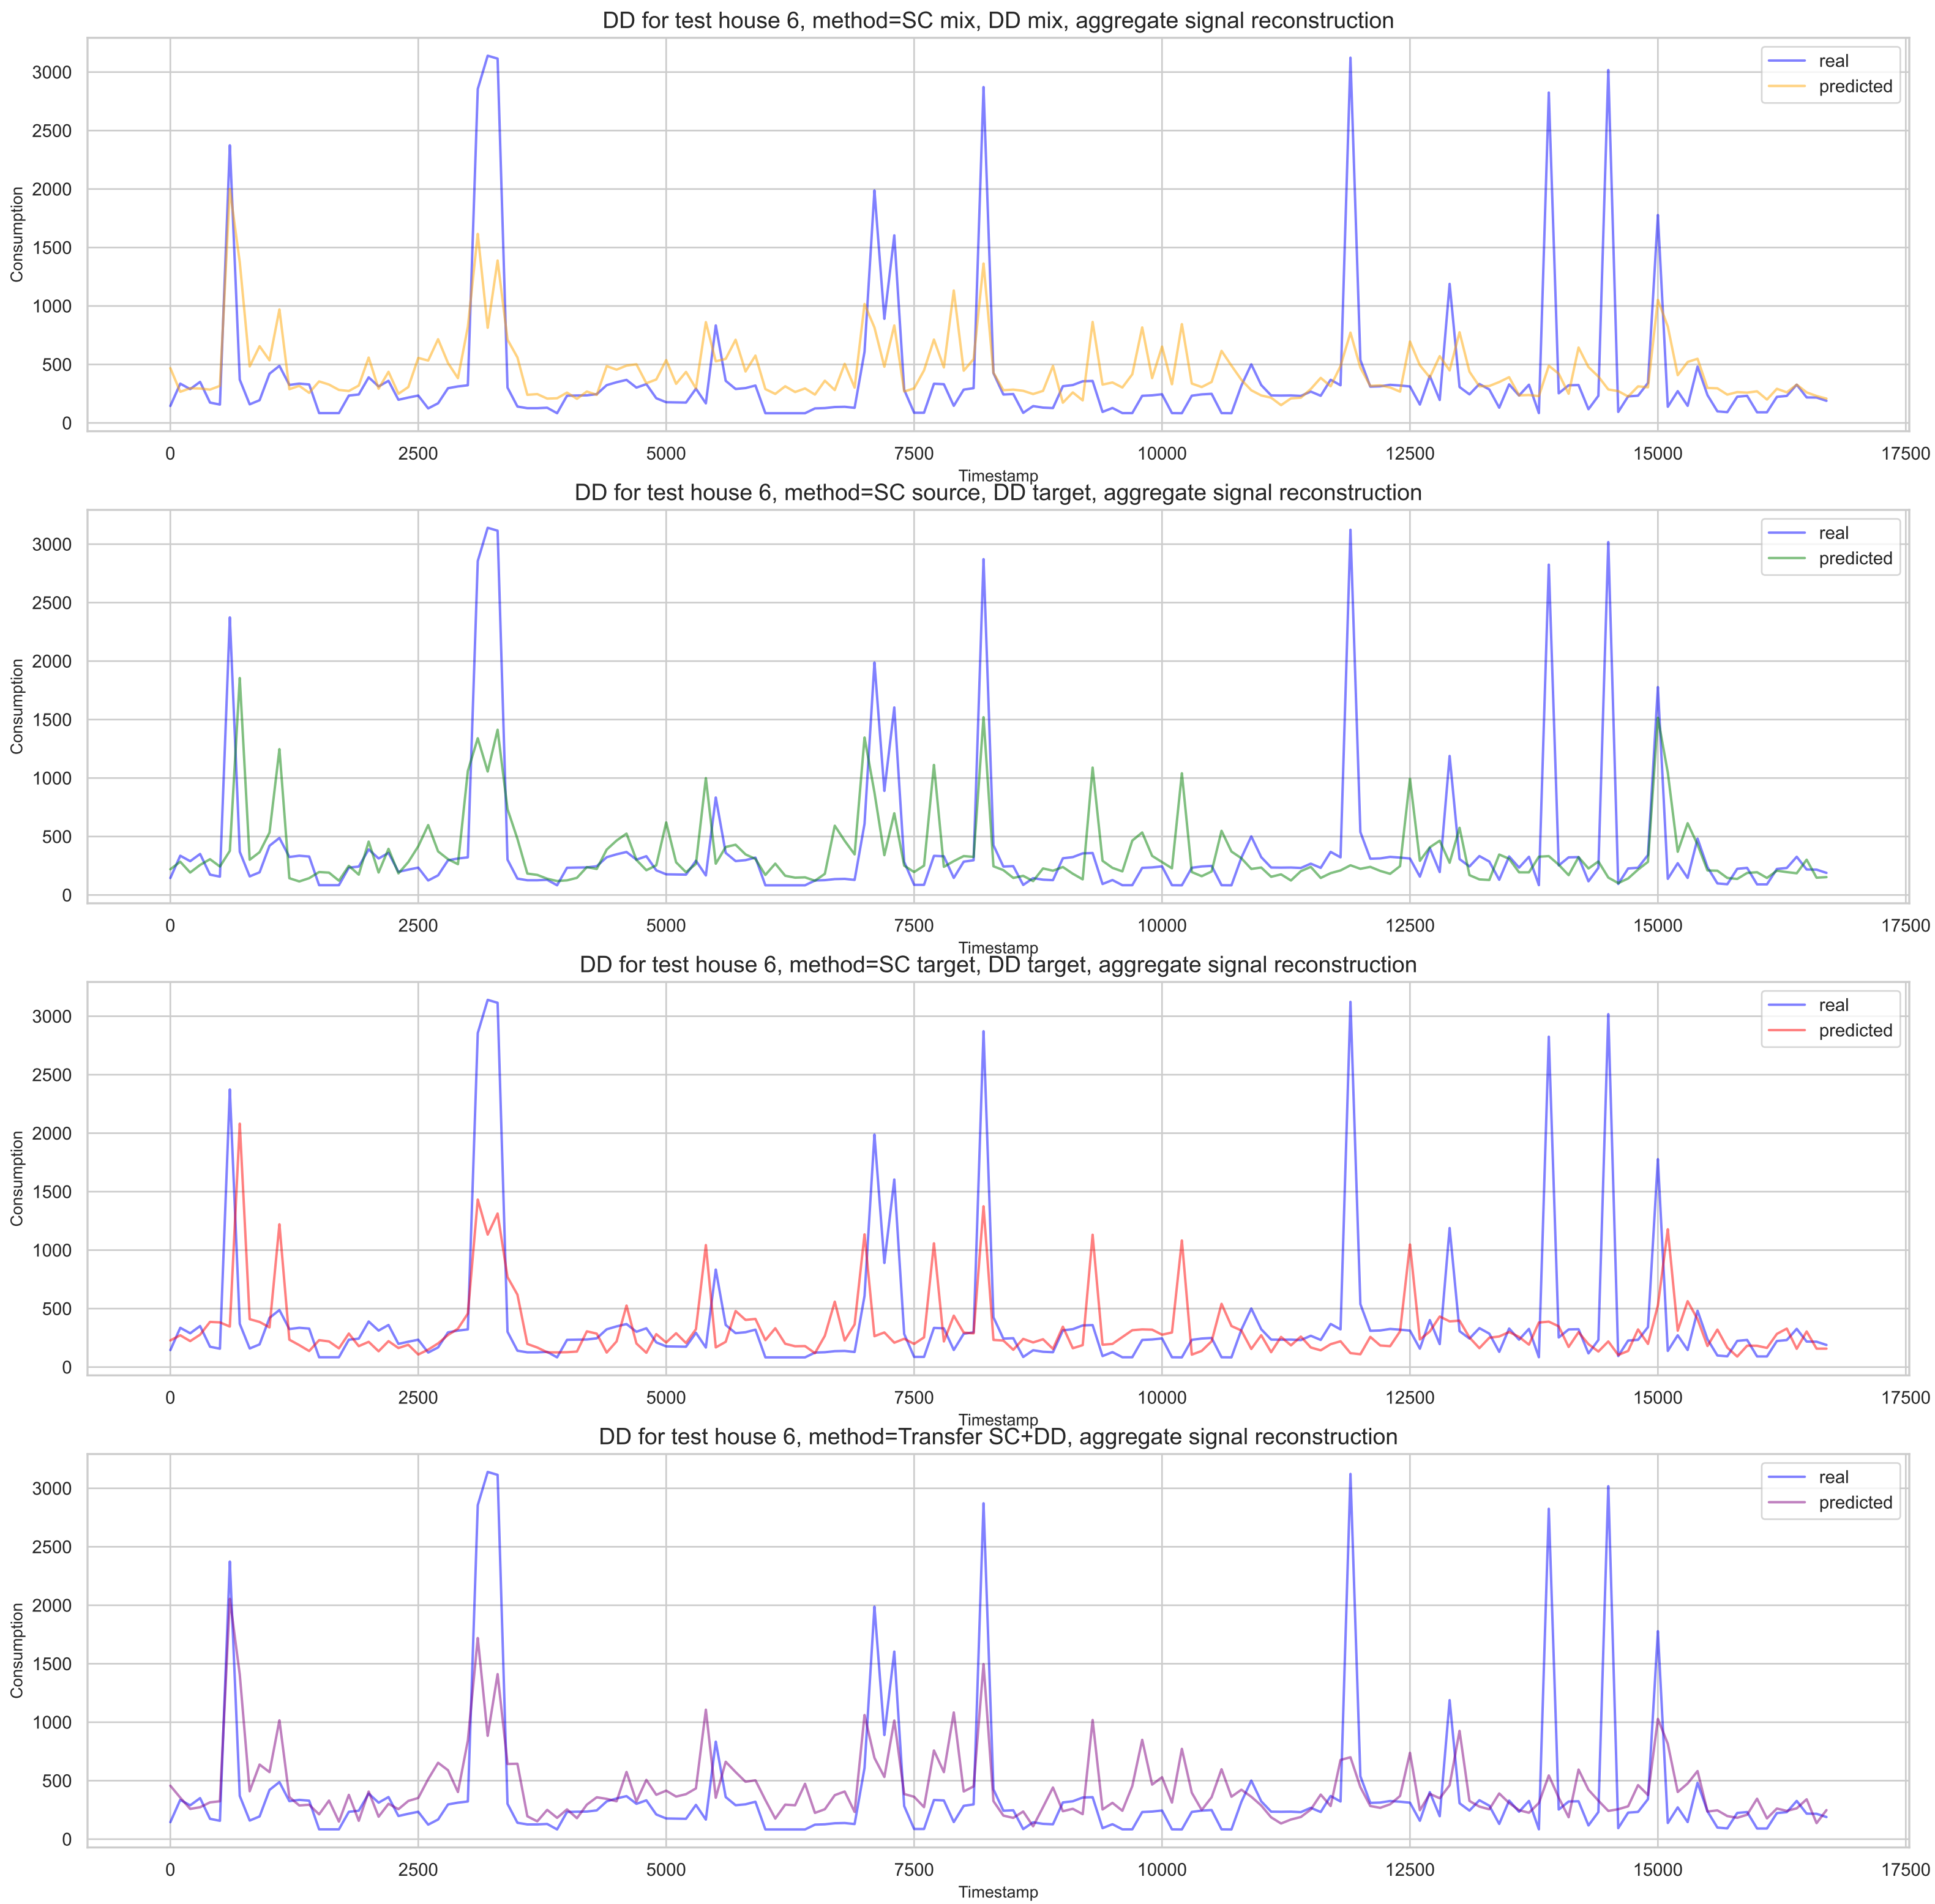 DD for test house 6, method=SC mix, DD mix, aggregate signal reconstruction
real
predicted
Consumption
3000
2500
2000
1500
1000
500
0
0 2500 5000 7500 10000 12500 15000 17500
Timestamp
DD for test house 6, method=SC source, DD target, aggregate signal reconstruction
real
predicted
Consumption
3000
2500
2000
1500
1000
500
0
0 2500 5000 7500 10000 12500 15000 17500
Timestamp
DD for test house 6, method=SC target, DD target, aggregate signal reconstruction
real
predicted
Consumption
3000
2500
2000
1500
1000
500
0
0 2500 5000 7500 10000 12500 15000 17500
Timestamp
DD for test house 6, method=Transfer SC+DD, aggregate signal reconstruction
real
predicted
Consumption
3000
2500
2000
1500
1000
500
0
0 2500 5000 7500 10000 12500 15000 17500
Timestamp